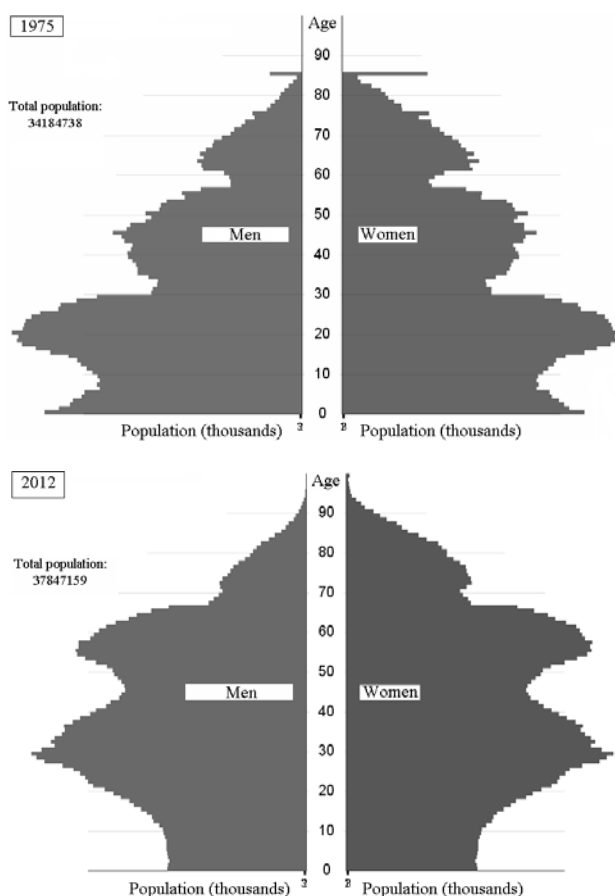 1975
Age
90
Total population:
34184738
80
70
60
50
Men
Women
40
30
20
10
0
Population (thousands)
Population (thousands)
2012
Age
90
Total population:
37847159
80
70
60
50
Men
Women
40
30
20
10
0
Population (thousands)
Population (thousands)